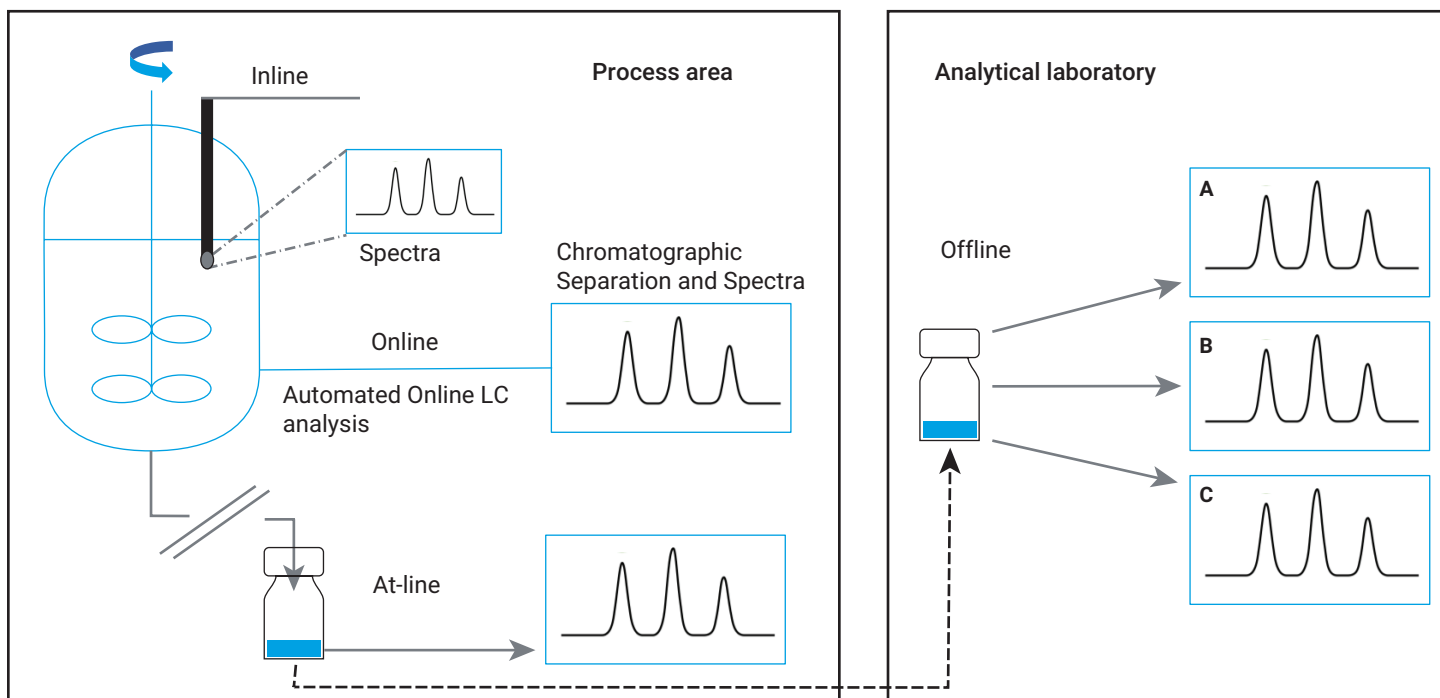 Inline
Process area
Spectra
Chromatographic
Separation and Spectra
Online
Automated Online LC
analysis
At-line
Analytical laboratory
Offline
A
B
C